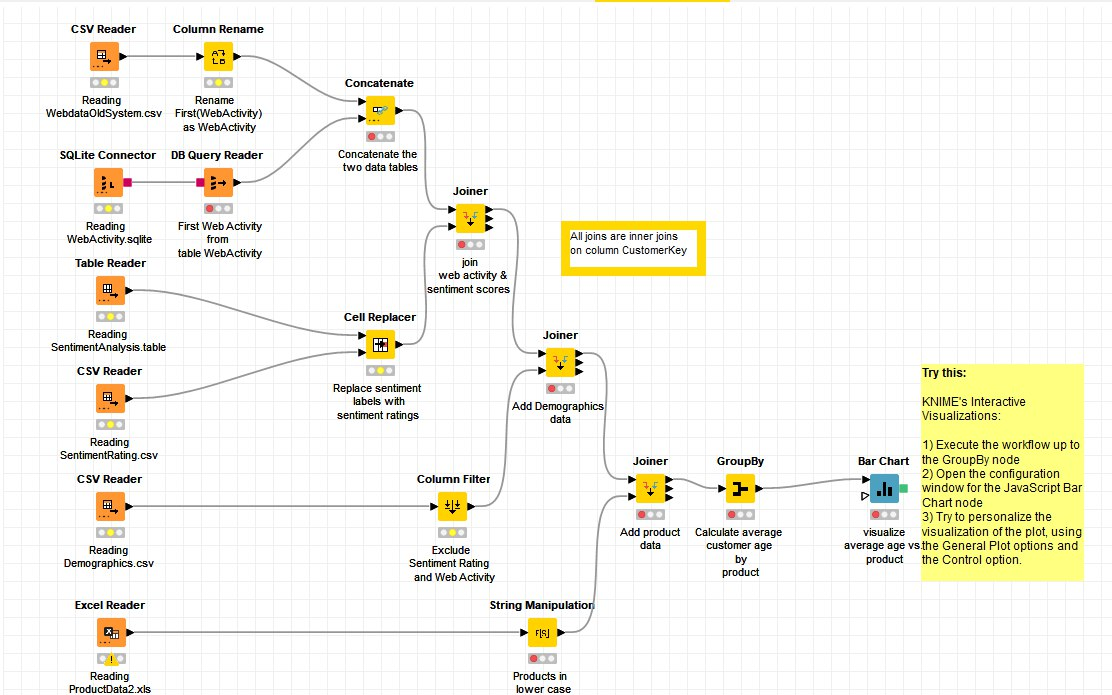 CSV Reader
Reading
WebdataOldSystem.csv
Column Rename
Rename
First(WebActivity)
as WebActivity
Concatenate
Concatenate the
two data tables
SQLite Connector
Reading
WebActivity.sqlite
DB Query Reader
First Web Activity
from
table WebActivity
Joiner
join
web activity &
sentiment scores
All joins are inner joins
on column CustomerKey
Table Reader
Reading
SentimentAnalysis.table
Cell Replacer
Replace sentiment
labels with
sentiment ratings
CSV Reader
Reading
SentimentRating.csv
Joiner
Add Demographics
data
CSV Reader
Reading
Demographics.csv
Column Filter
Exclude
Sentiment Rating
and Web Activity
Joiner
Add product
data
GroupBy
Calculate average
customer age
by
product
Bar Chart
visualize
average age vs.
product
Try this:
KNIME's Interactive
Visualizations:
1) Execute the workflow up to
the GroupBy node
2) Open the configuration
window for the JavaScript Bar
Chart node
3) Try to personalize the
visualization of the plot, using
the General Plot options and
the Control option.
Excel Reader
Reading
ProductData2.xls
String Manipulation
F[S]
Products in
lower case